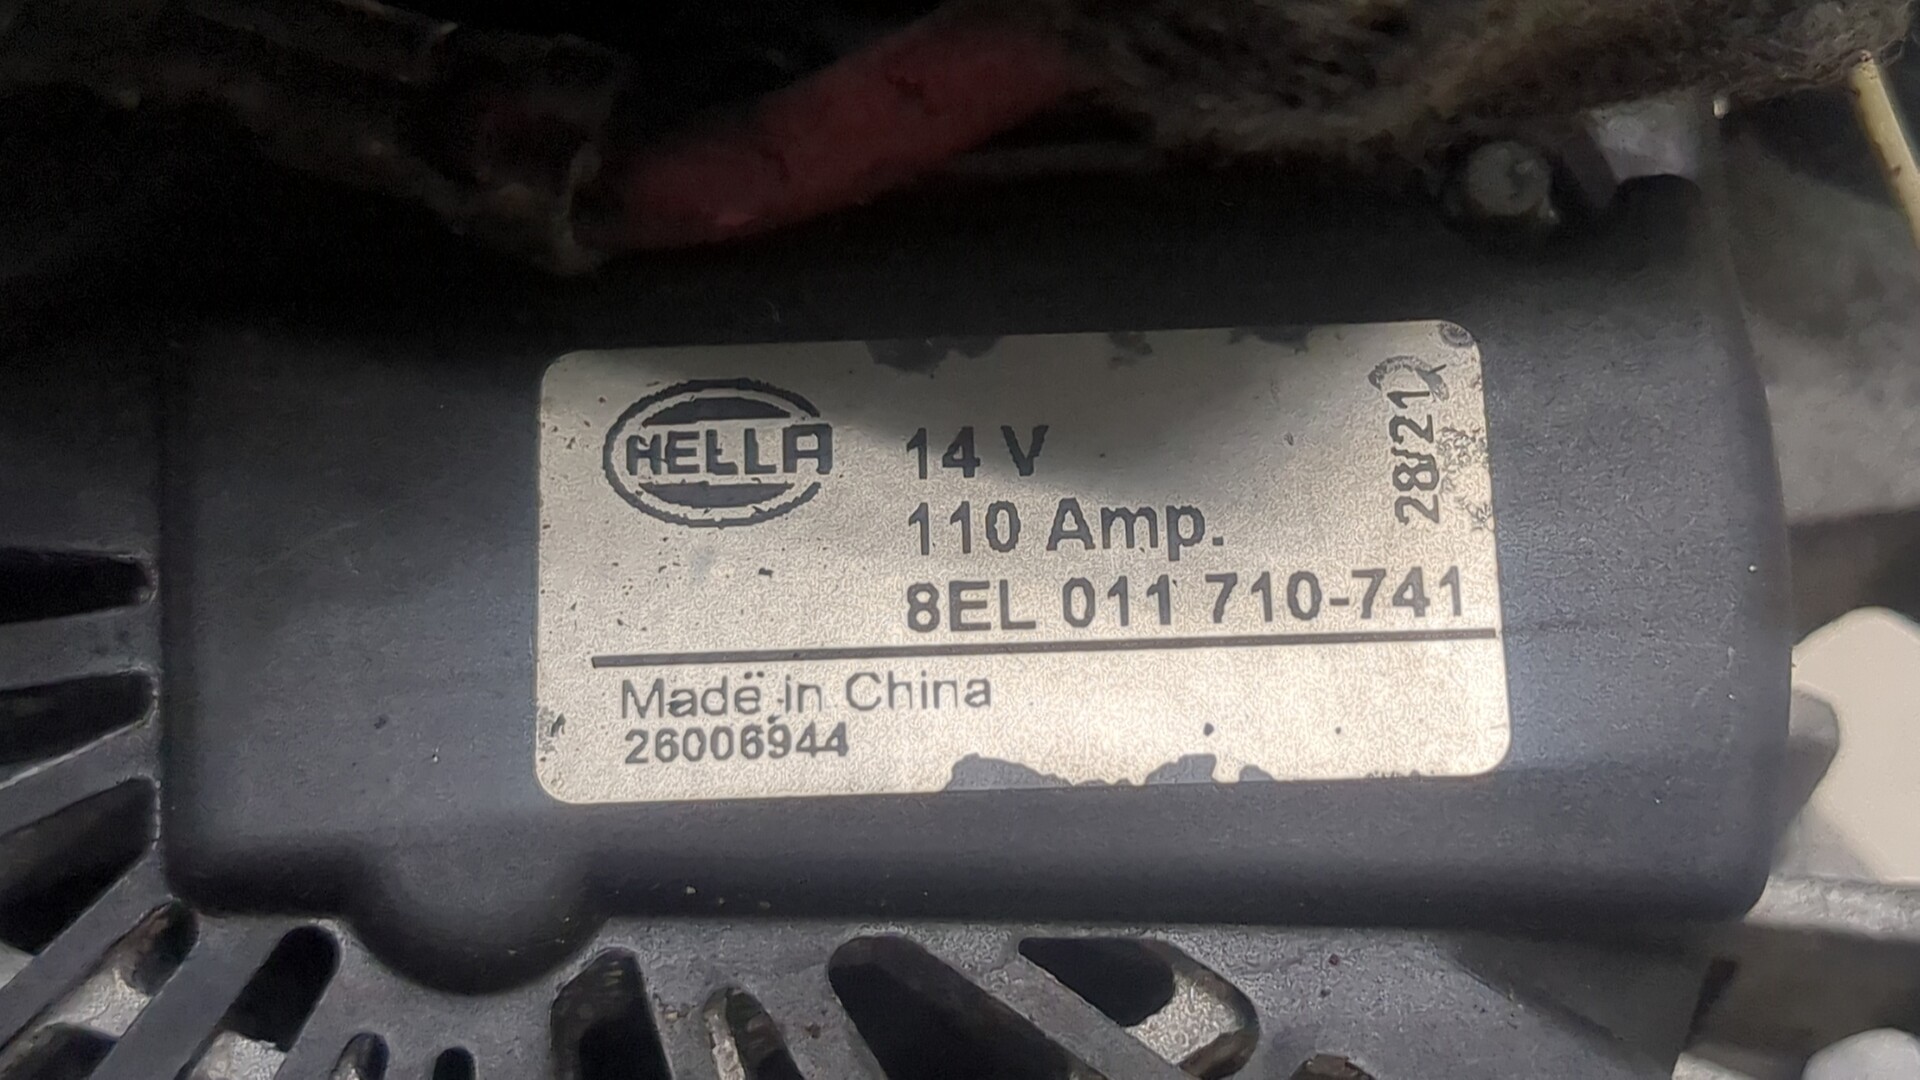 HELLA
14 V
110 Amp.
8EL 011 710-741
28/21
Made in China
26006944